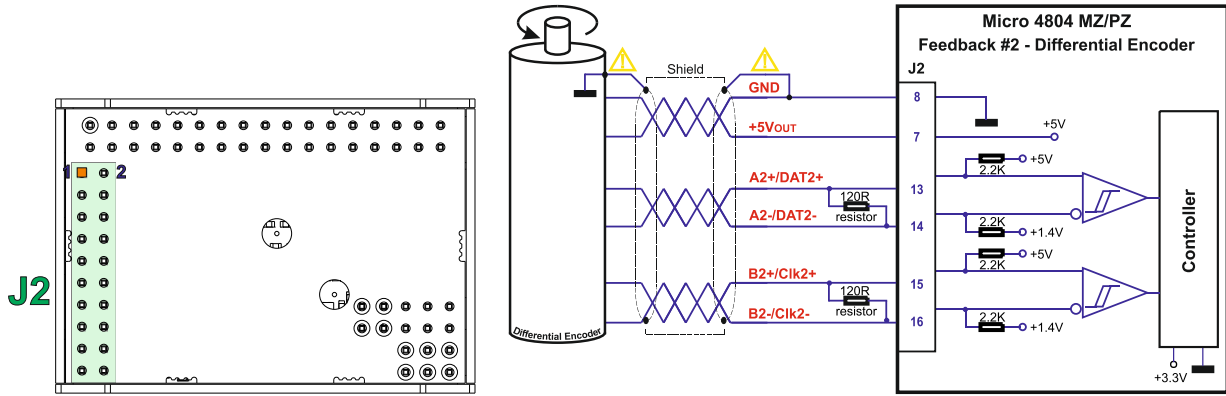 1 2
J2
Differential Encoder
Shield
GND
+5VOUT
A2+/DAT2+
120R
resistor
A2-/DAT2-
B2+/Clk2+
120R
resistor
B2-/Clk2-
Micro 4804 MZ/PZ
Feedback #2 - Differential Encoder
J2
8
7
+5V
13
+5V
2.2K
14
2.2K
+1.4V
15
+5V
2.2K
16
2.2K
+1.4V
Controller
+3.3V